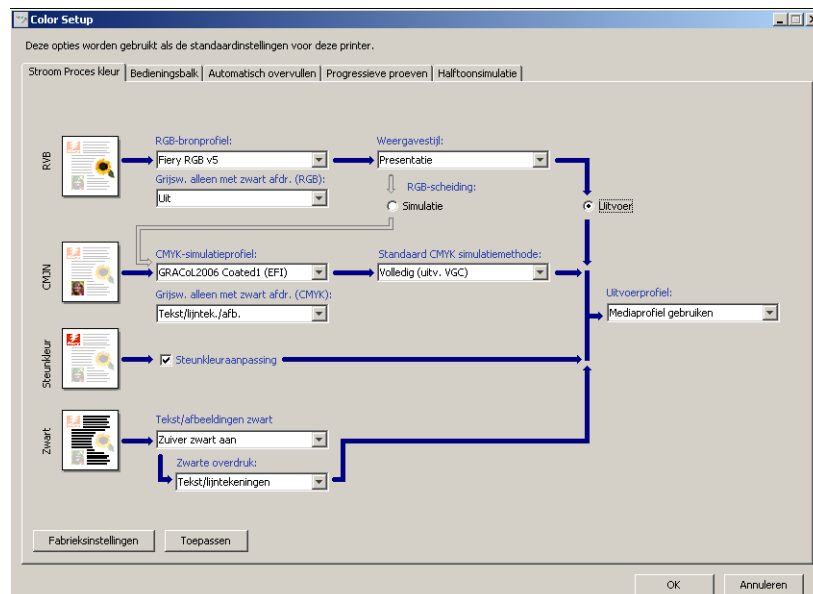 Color Setup
Deze opties worden gebruikt als de standaardinstellingen voor deze printer.
Stroom Proces kleur Bedieningsbalk Automatisch overvullen Progressieve proeven Halftoonsimulatie
RVB
RGB-bronprofiel:
Weergavestijl:
Fiery RGB v5
Presentatie
Grijsw. alleen met zwart afdr. (RGB):
RGB-scheiding:
Uit
Simulatie
Uitvoer
CMJN
CMYK-simulatieprofiel:
Standaard CMYK simulatiemethode:
GRACoL2006 Coated1 (EFI)
Volledig (uitv. VGC)
Grijsw. alleen met zwart afdr. (CMYK):
Tekst/lijntek./afb.
Uitvoerprofiel:
Mediaprofiel gebruiken
Steunkleur
Steunkleuraanpassing
Zwart
Tekst/afbeeldingen zwart
Zuiver zwart aan
Zwarte overdruk:
Tekst/lijntekeningen
Fabrieksinstellingen
Toepassen
OK
Annuleren